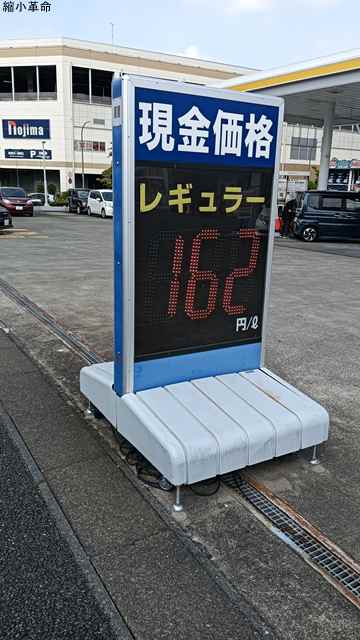 縮小革命
nojima
P
現金価格
レギュラー
162
円/ℓ